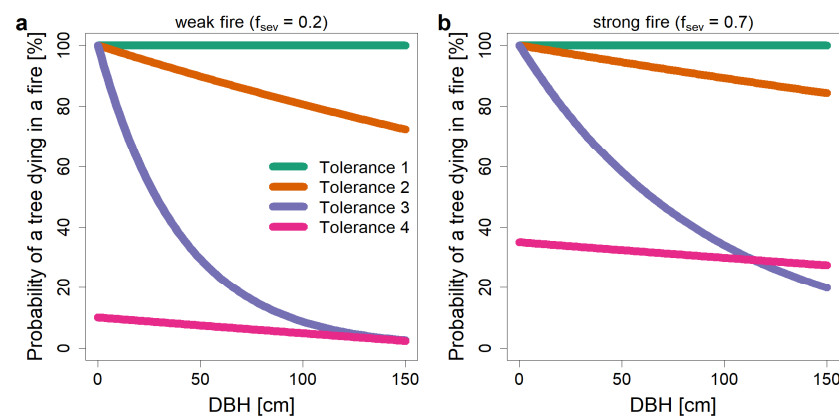 a
weak fire (fsev = 0.2)
Probability of a tree dying in a fire [%]
100
80
60
40
20
0
Tolerance 1
Tolerance 2
Tolerance 3
Tolerance 4
0 50 100 150
DBH [cm]
b
strong fire (fsev = 0.7)
Probability of a tree dying in a fire [%]
100
80
60
40
20
0
0 50 100 150
DBH [cm]